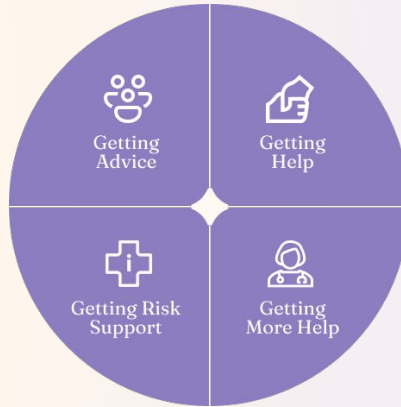 Getting
Advice
Getting
Help
Getting Risk
Support
Getting
More Help